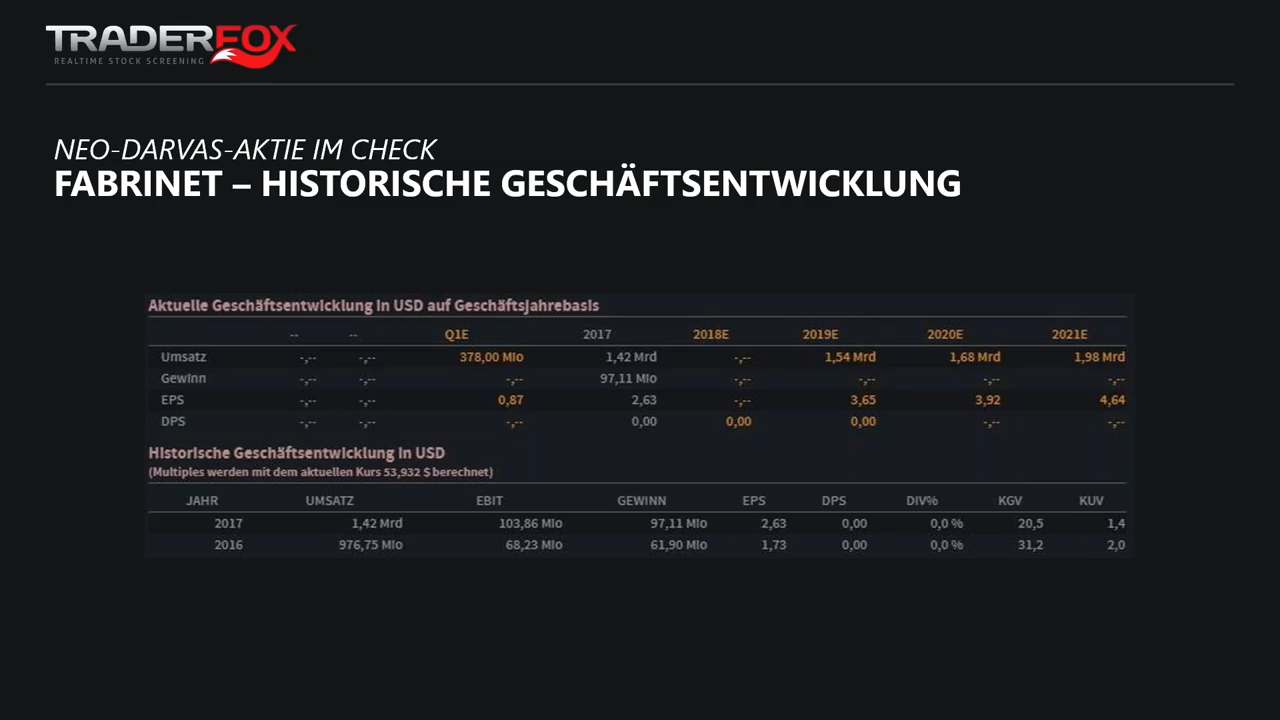 TRADERFOX
REALTIME STOCK SCREENING
NEO-DARVAS-AKTIE IM CHECK
FABRINET – HISTORISCHE GESCHÄFTSENTWICKLUNG
Aktuelle Geschäftsentwicklung in USD auf Geschäftsjahrebasis
-- -- Q1E 2017 2018E 2019E 2020E 2021E
Umsatz -,-- -,-- 378,00 Mio 1,42 Mrd -,-- 1,54 Mrd 1,68 Mrd 1,98 Mrd
Gewinn -,-- -,-- -,-- 97,11 Mio -,-- -,-- -,-- -,--
EPS -,-- -,-- 0,87 2,63 -,-- 3,65 3,92 4,64
DPS -,-- -,-- -,-- 0,00 0,00 0,00 -,-- -,--
Historische Geschäftsentwicklung in USD
(Multiples werden mit dem aktuellen Kurs 53,932 $ berechnet)
JAHR UMSATZ EBIT GEWINN EPS DPS DIV% KGV KUV
2017 1,42 Mrd 103,86 Mio 97,11 Mio 2,63 0,00 0,0 % 20,5 1,4
2016 976,75 Mio 68,23 Mio 61,90 Mio 1,73 0,00 0,0 % 31,2 2,0